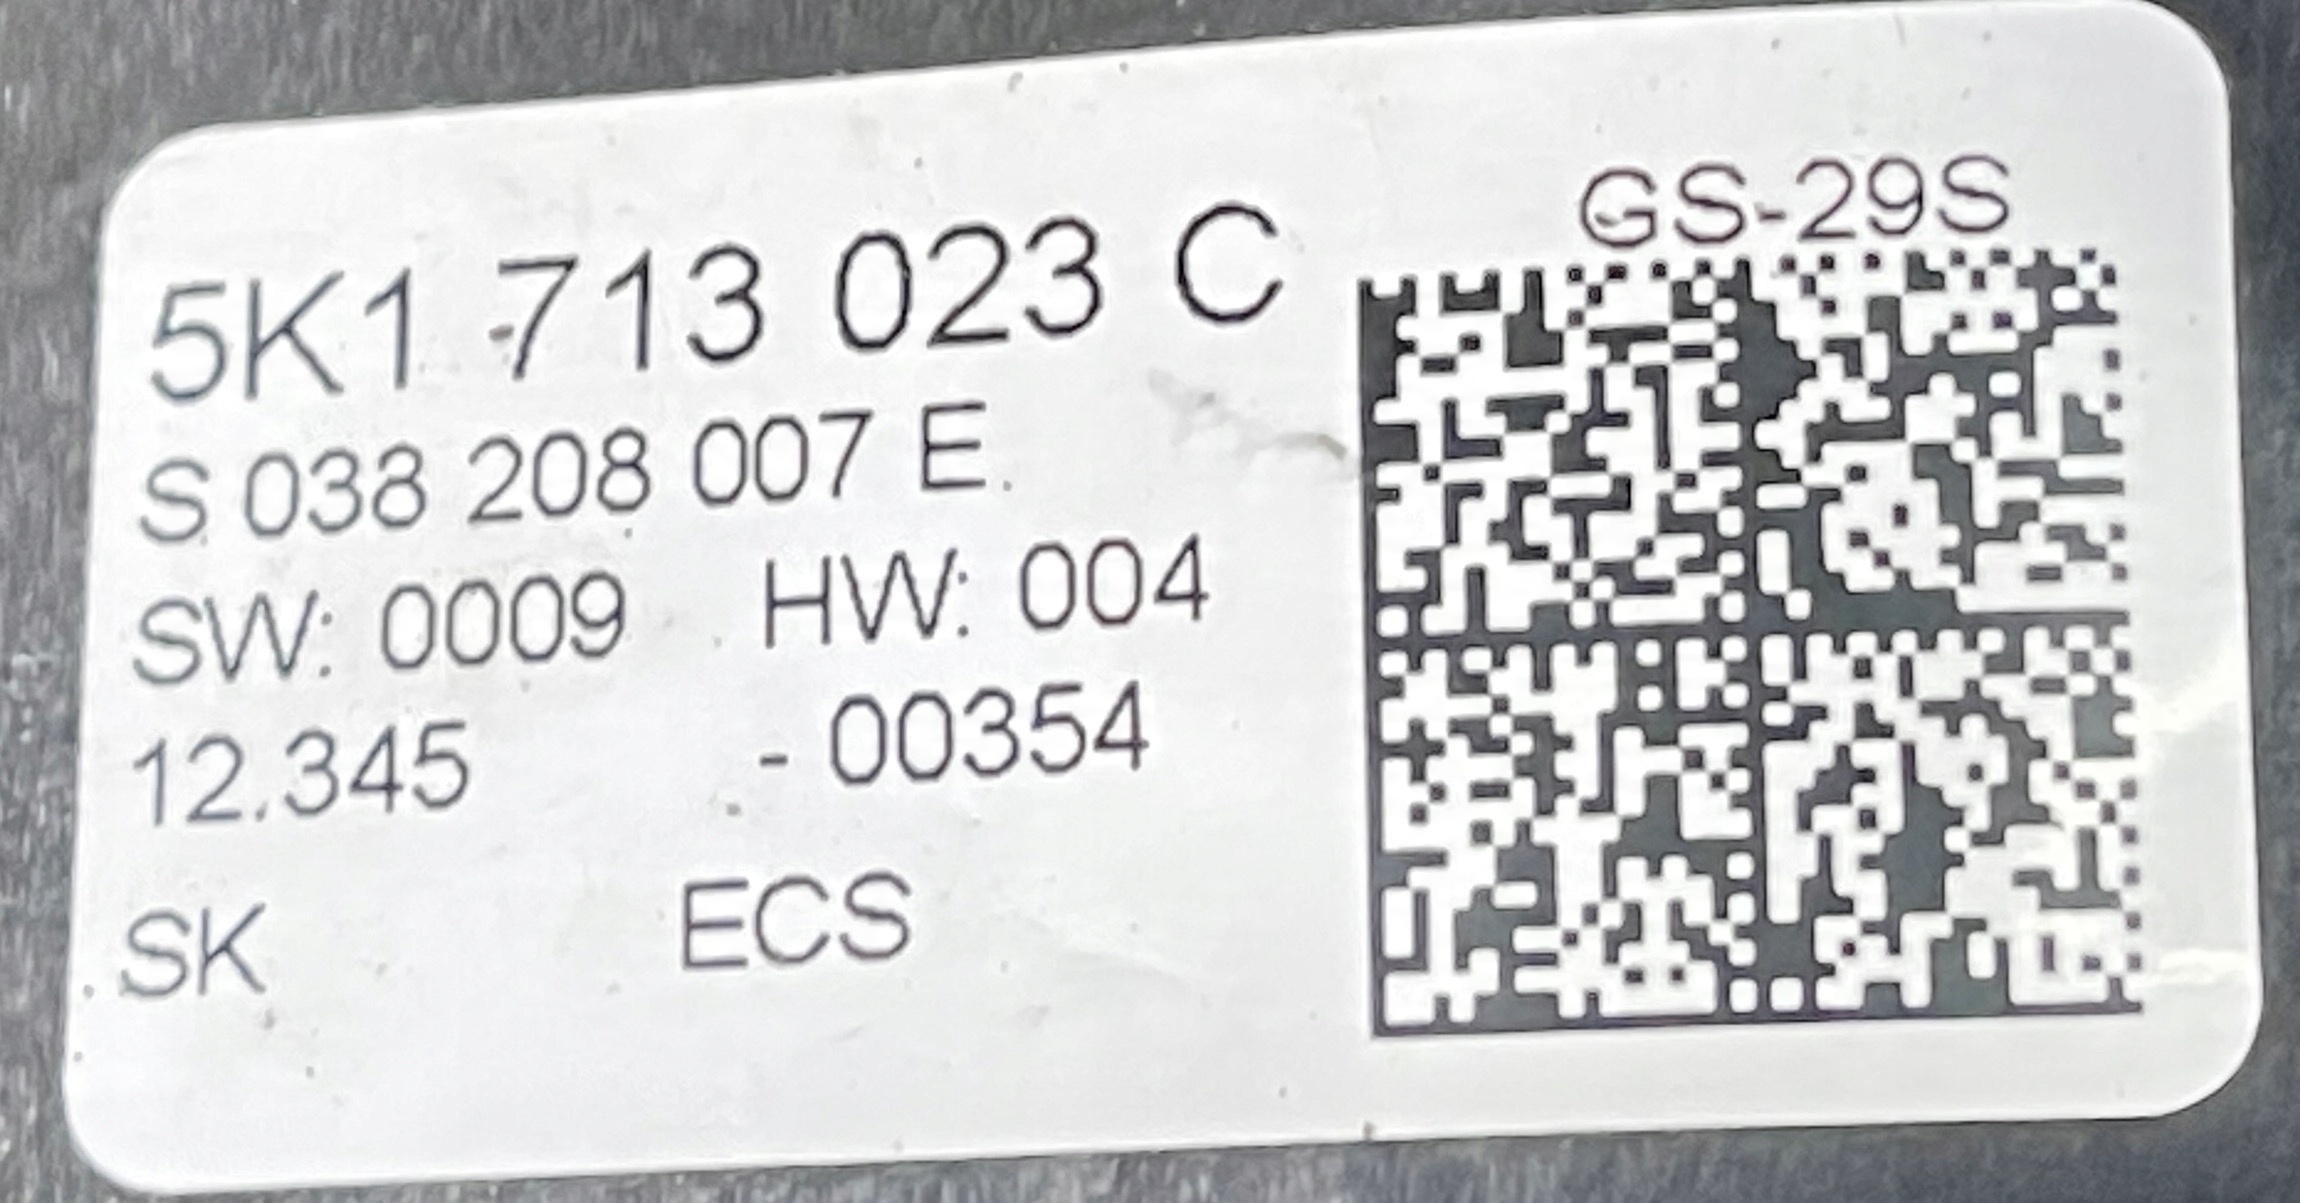 GS-29S
5K1 713 023 C
S 038 208 007 E
SW: 0009 HW: 004
12.345 - 00354
SK ECS